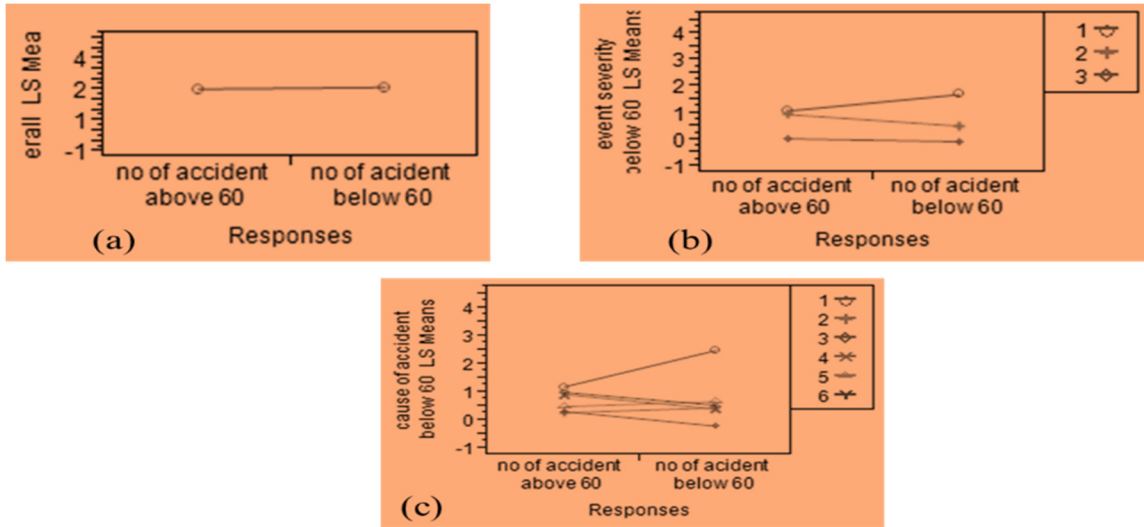 erall LS Mea
4
2
1
1
-1
no of accident above 60
no of acident below 60
Responses
(a)
event severity
below 60 LS Means
4
3
2
1
0
-1
no of accident above 60
no of acident below 60
Responses
(b)
1
2
3
cause of accident
below 60 LS Means
4
3
2
1
0
-1
no of accident above 60
no of acident below 60
Responses
(c)
1
2
3
4
5
6